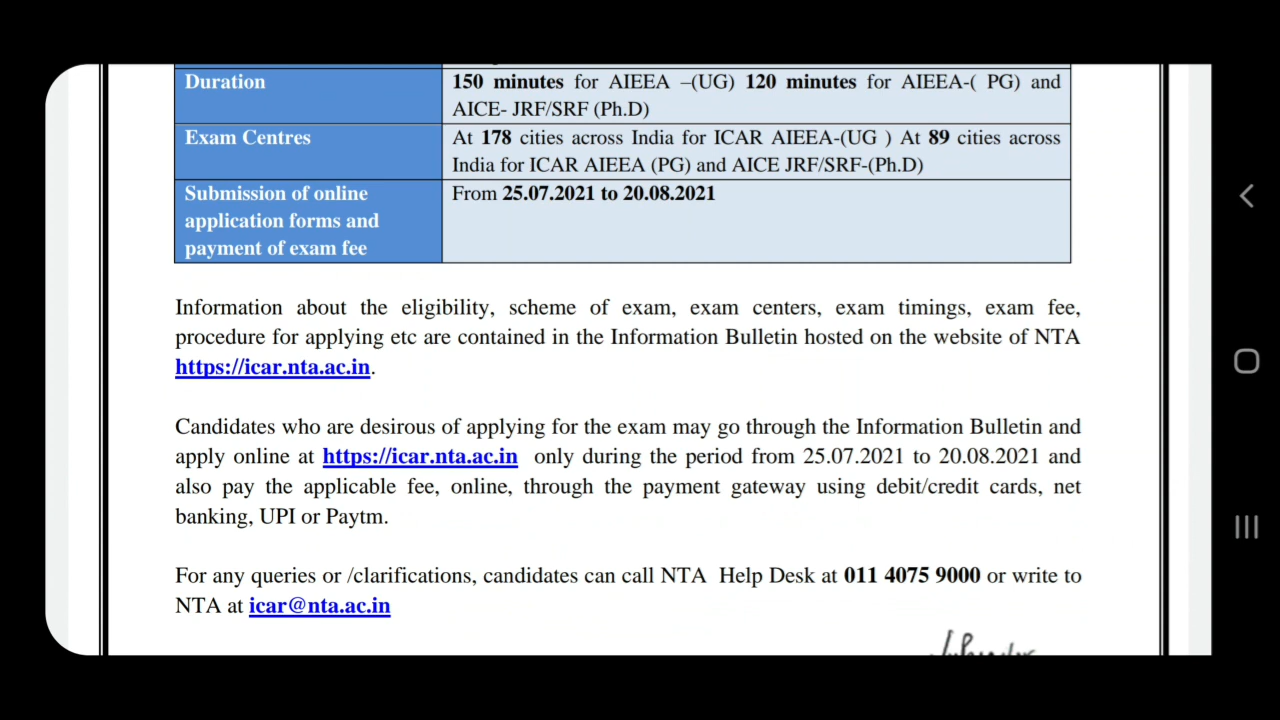 Duration
150 minutes for AIEEA –(UG) 120 minutes for AIEEA-( PG) and
AICE- JRF/SRF (Ph.D)
Exam Centres
At 178 cities across India for ICAR AIEEA-(UG ) At 89 cities across
India for ICAR AIEEA (PG) and AICE JRF/SRF-(Ph.D)
Submission of online
application forms and
payment of exam fee
From 25.07.2021 to 20.08.2021
Information about the eligibility, scheme of exam, exam centers, exam timings, exam fee,
procedure for applying etc are contained in the Information Bulletin hosted on the website of NTA
https://icar.nta.ac.in.
Candidates who are desirous of applying for the exam may go through the Information Bulletin and
apply online at https://icar.nta.ac.in only during the period from 25.07.2021 to 20.08.2021 and
also pay the applicable fee, online, through the payment gateway using debit/credit cards, net
banking, UPI or Paytm.
For any queries or /clarifications, candidates can call NTA Help Desk at 011 4075 9000 or write to
NTA at icar@nta.ac.in